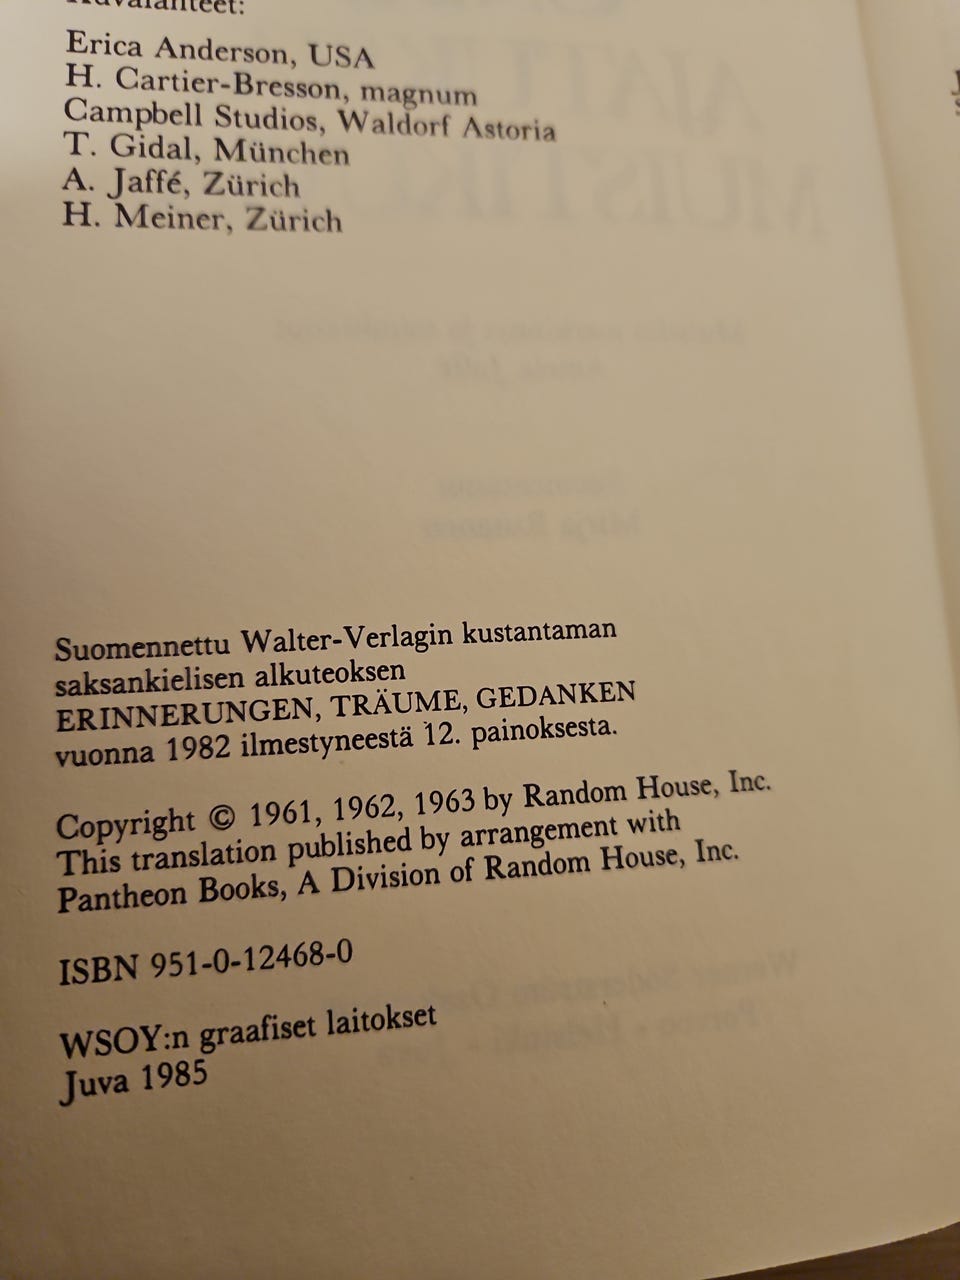 Kuvalähteet:
Erica Anderson, USA
H. Cartier-Bresson, magnum
Campbell Studios, Waldorf Astoria
T. Gidal, München
A. Jaffé, Zürich
H. Meiner, Zürich
Suomennettu Walter-Verlagin kustantaman
saksankielisen alkuteoksen
ERINNERUNGEN, TRÄUME, GEDANKEN
vuonna 1982 ilmestyneestä 12. painoksesta.
Copyright © 1961, 1962, 1963 by Random House, Inc.
This translation published by arrangement with
Pantheon Books, A Division of Random House, Inc.
ISBN 951-0-12468-0
WSOY:n graafiset laitokset
Juva 1985